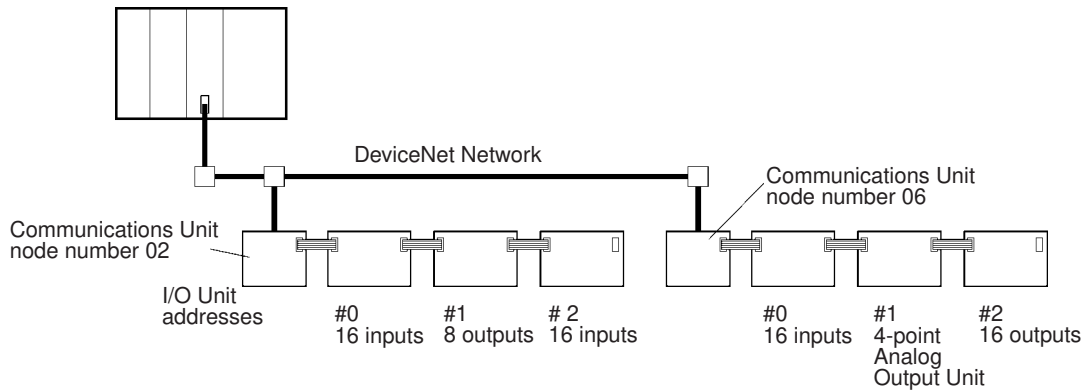 DeviceNet Network
Communications Unit
node number 06
Communications Unit
node number 02
I/O Unit
addresses
#0
16 inputs
#1
8 outputs
# 2
16 inputs
#0
16 inputs
#1
4-point
Analog
Output Unit
#2
16 outputs